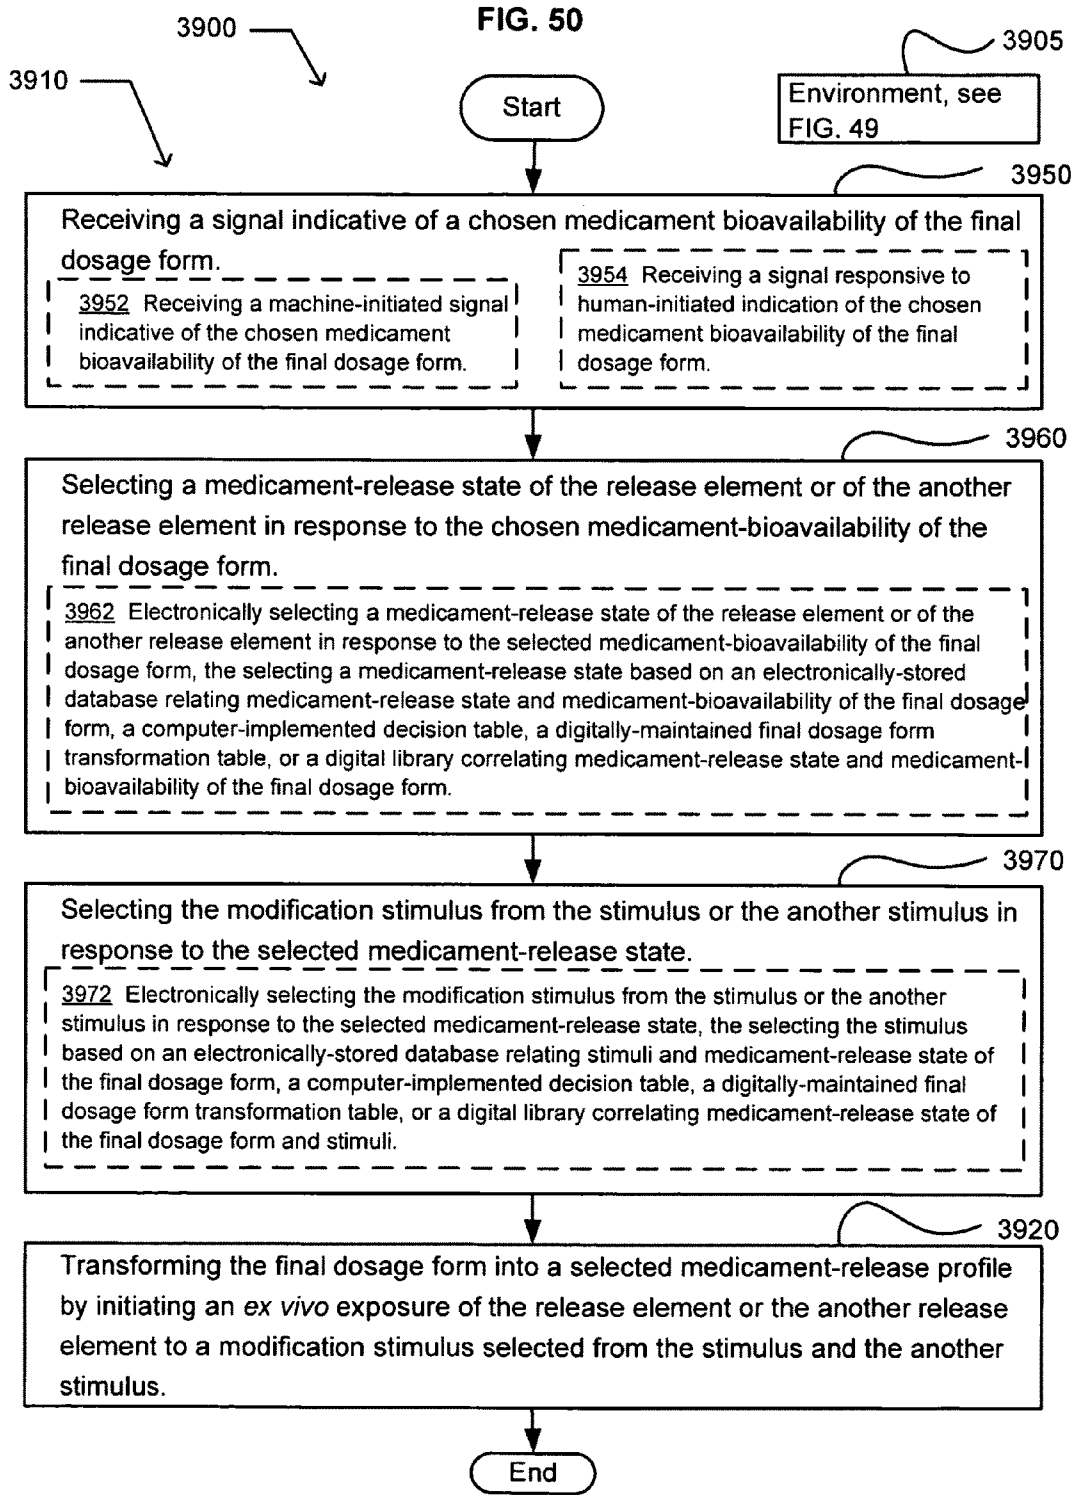 FIG. 50
3900
3905
3910
Start
Environment, see
FIG. 49
3950
Receiving a signal indicative of a chosen medicament bioavailability of the final
dosage form.
3952 Receiving a machine-initiated signal
indicative of the chosen medicament
bioavailability of the final dosage form.
3954 Receiving a signal responsive to
human-initiated indication of the chosen
medicament bioavailability of the final
dosage form.
3960
Selecting a medicament-release state of the release element or of the another
release element in response to the chosen medicament-bioavailability of the
final dosage form.
3962 Electronically selecting a medicament-release state of the release element or of the
another release element in response to the selected medicament-bioavailability of the final
dosage form, the selecting a medicament-release state based on an electronically-stored
database relating medicament-release state and medicament-bioavailability of the final dosage
form, a computer-implemented decision table, a digitally-maintained final dosage form
transformation table, or a digital library correlating medicament-release state and medicament-
bioavailability of the final dosage form.
3970
Selecting the modification stimulus from the stimulus or the another stimulus in
response to the selected medicament-release state.
3972 Electronically selecting the modification stimulus from the stimulus or the another
stimulus in response to the selected medicament-release state, the selecting the stimulus
based on an electronically-stored database relating stimuli and medicament-release state of
the final dosage form, a computer-implemented decision table, a digitally-maintained final
dosage form transformation table, or a digital library correlating medicament-release state of
the final dosage form and stimuli.
3920
Transforming the final dosage form into a selected medicament-release profile
by initiating an ex vivo exposure of the release element or the another release
element to a modification stimulus selected from the stimulus and the another
stimulus.
End